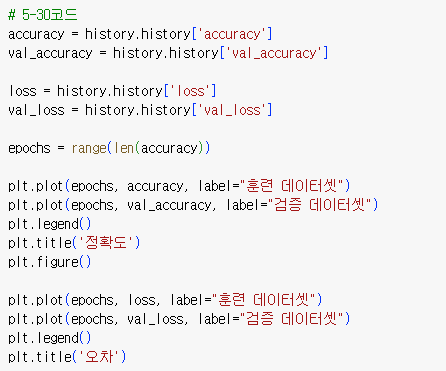 # 5-30코드
accuracy = history.history['accuracy']
val_accuracy = history.history['val_accuracy']
loss = history.history['loss']
val_loss = history.history['val_loss']
epochs = range(len(accuracy))
plt.plot(epochs, accuracy, label="훈련 데이터셋")
plt.plot(epochs, val_accuracy, label="검증 데이터셋")
plt.legend()
plt.title('정확도')
plt.figure()
plt.plot(epochs, loss, label="훈련 데이터셋")
plt.plot(epochs, val_loss, label="검증 데이터셋")
plt.legend()
plt.title('오차')